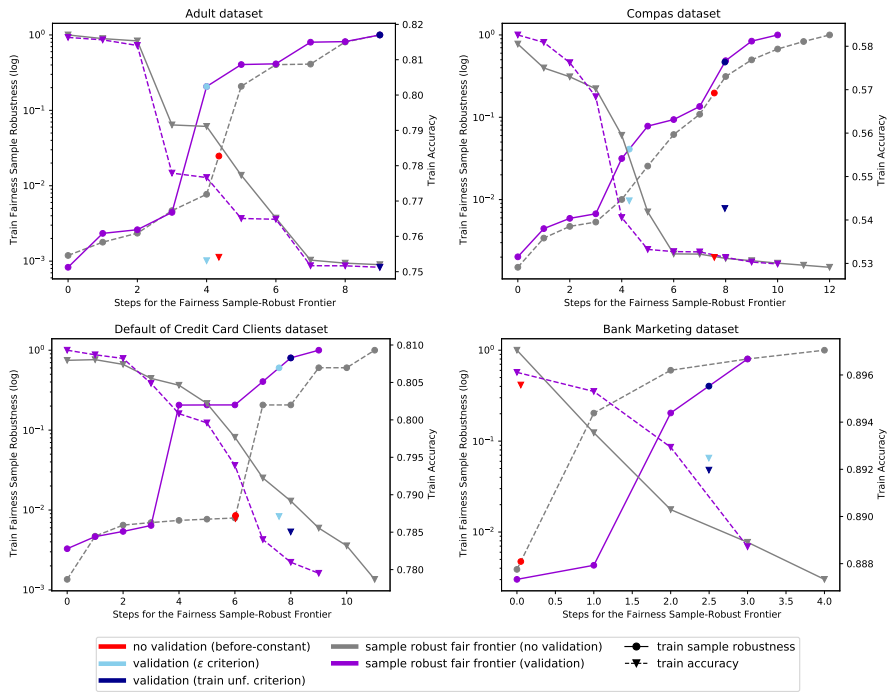 Adult dataset
Train Fairness Sample Robustness (log)
10⁰
10⁻¹
10⁻²
10⁻³
0.82
0.81
0.80
0.79
0.78
0.77
0.76
0.75
Train Accuracy
0 2 4 6 8
Steps for the Fairness Sample-Robust Frontier
Compas dataset
Train Fairness Sample Robustness (log)
10⁰
10⁻¹
10⁻²
0.58
0.57
0.56
0.55
0.54
0.53
Train Accuracy
0 2 4 6 8 10 12
Steps for the Fairness Sample-Robust Frontier
Default of Credit Card Clients dataset
Train Fairness Sample Robustness (log)
10⁰
10⁻¹
10⁻²
10⁻³
0.810
0.805
0.800
0.795
0.790
0.785
0.780
Train Accuracy
0 2 4 6 8 10
Steps for the Fairness Sample-Robust Frontier
Bank Marketing dataset
Train Fairness Sample Robustness (log)
10⁰
10⁻¹
10⁻²
0.896
0.894
0.892
0.890
0.888
Train Accuracy
0.0 0.5 1.0 1.5 2.0 2.5 3.0 3.5 4.0
Steps for the Fairness Sample-Robust Frontier
no validation (before-constant)
validation (ε criterion)
validation (train unf. criterion)
sample robust fair frontier (no validation)
sample robust fair frontier (validation)
train sample robustness
train accuracy